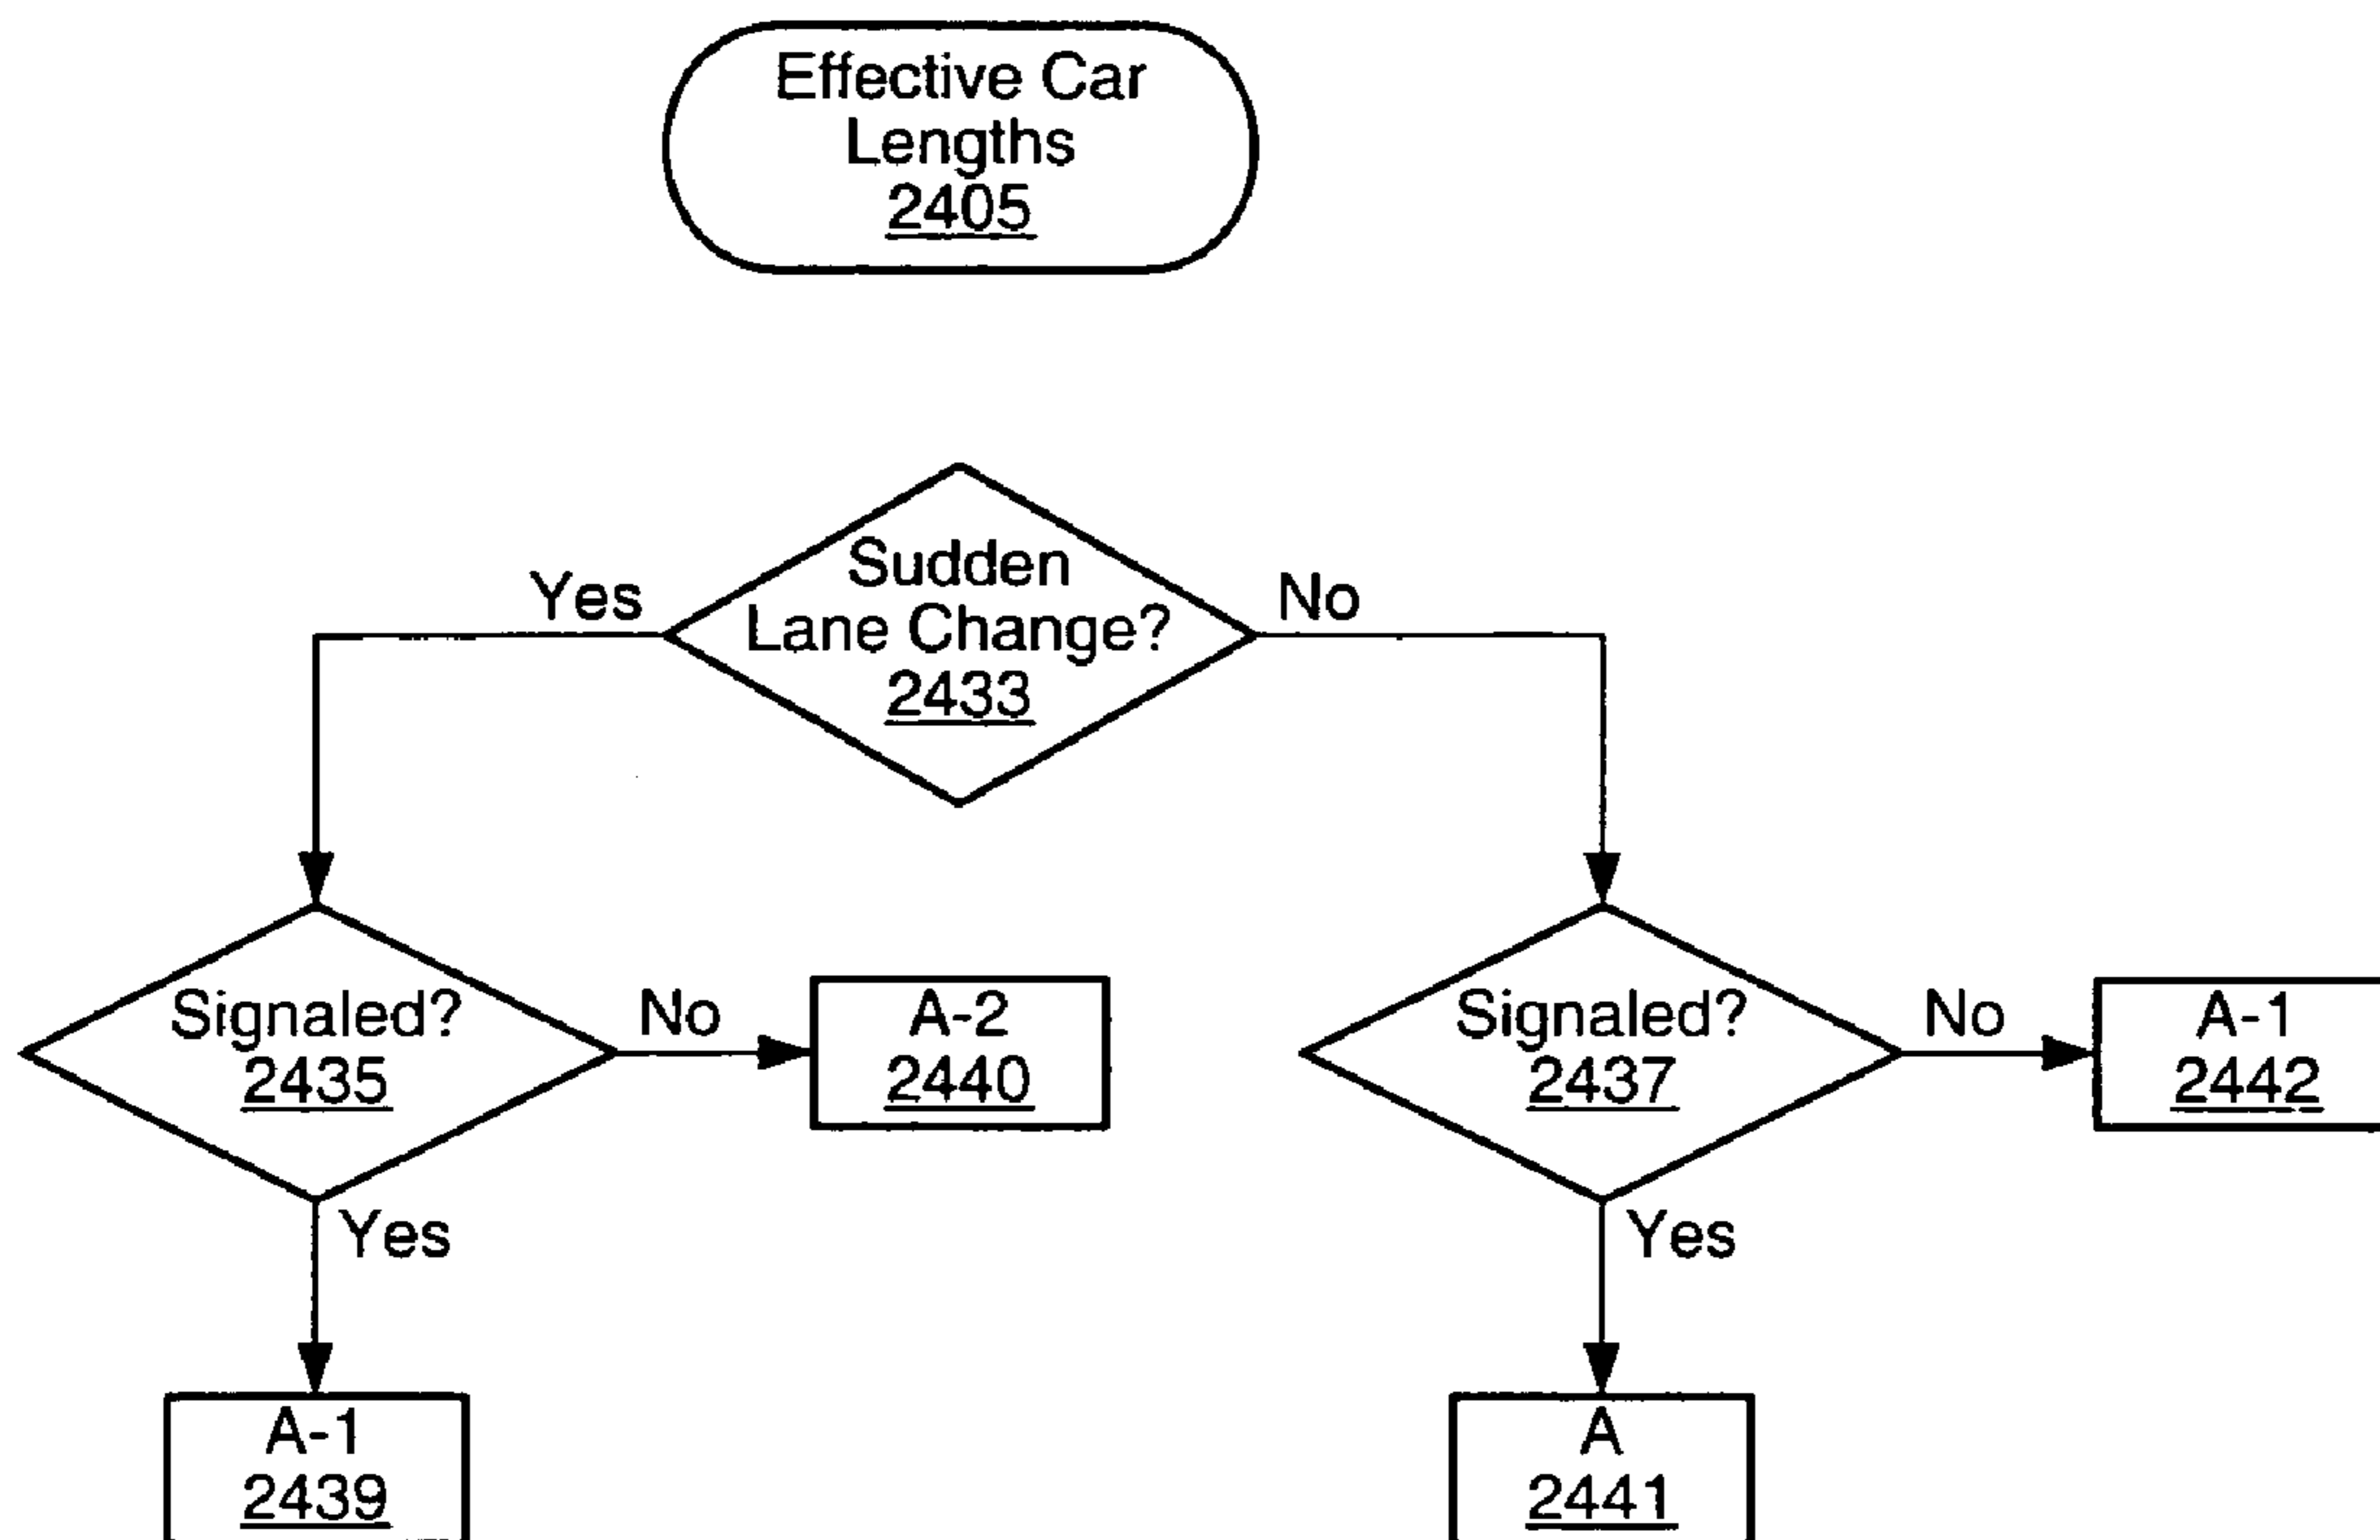 Effective Car
Lengths
2405
Sudden
Lane Change?
2433
Yes
No
Signaled?
2435
No
A-2
2440
Signaled?
2437
No
A-1
2442
Yes
Yes
A-1
2439
A
2441